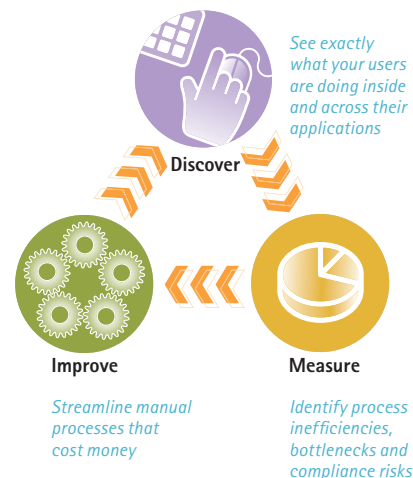 See exactly
what your users
are doing inside
and across their
applications
Discover
Improve
Measure
Streamline manual
processes that
cost money
Identify process
inefficiencies,
bottlenecks and
compliance risks